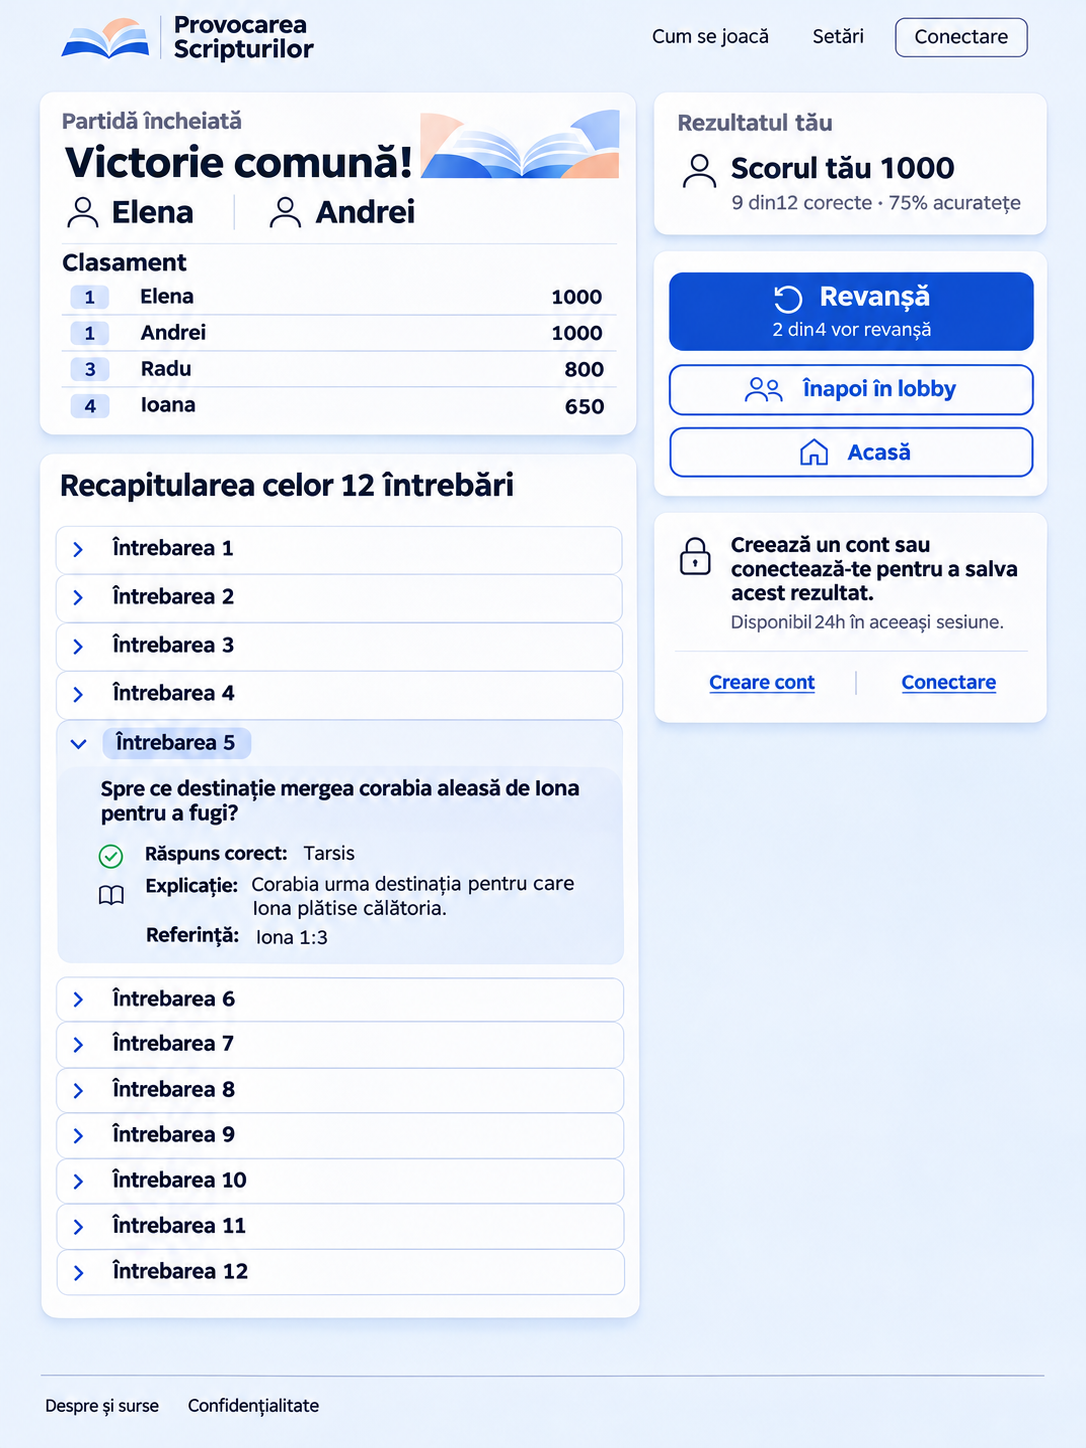 Provocarea
Scripturilor
Cum se joacă
Setări
Conectare
Partidă încheiată
Victorie comună!
Elena
Andrei
Clasament
1 Elena 1000
1 Andrei 1000
3 Radu 800
4 Ioana 650
Rezultatul tău
Scorul tău 1000
9 din12 corecte · 75% acuratețe
Revanșă
2 din4 vor revanșă
Înapoi în lobby
Acasă
Creează un cont sau
conectează-te pentru a salva
acest rezultat.
Disponibil 24h în aceeași sesiune.
Creare cont
Conectare
Recapitularea celor 12 întrebări
Întrebarea 1
Întrebarea 2
Întrebarea 3
Întrebarea 4
Întrebarea 5
Spre ce destinație mergea corabia aleasă de Iona
pentru a fugi?
Răspuns corect: Tarsis
Explicație: Corabia urma destinația pentru care
Iona plătise călătoria.
Referință: Iona 1:3
Întrebarea 6
Întrebarea 7
Întrebarea 8
Întrebarea 9
Întrebarea 10
Întrebarea 11
Întrebarea 12
Despre și surse
Confidențialitate